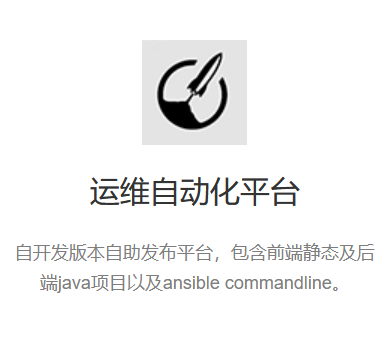 运维自动化平台
自开发版本自助发布平台，包含前端静态及后
端java项目以及ansible commandline。